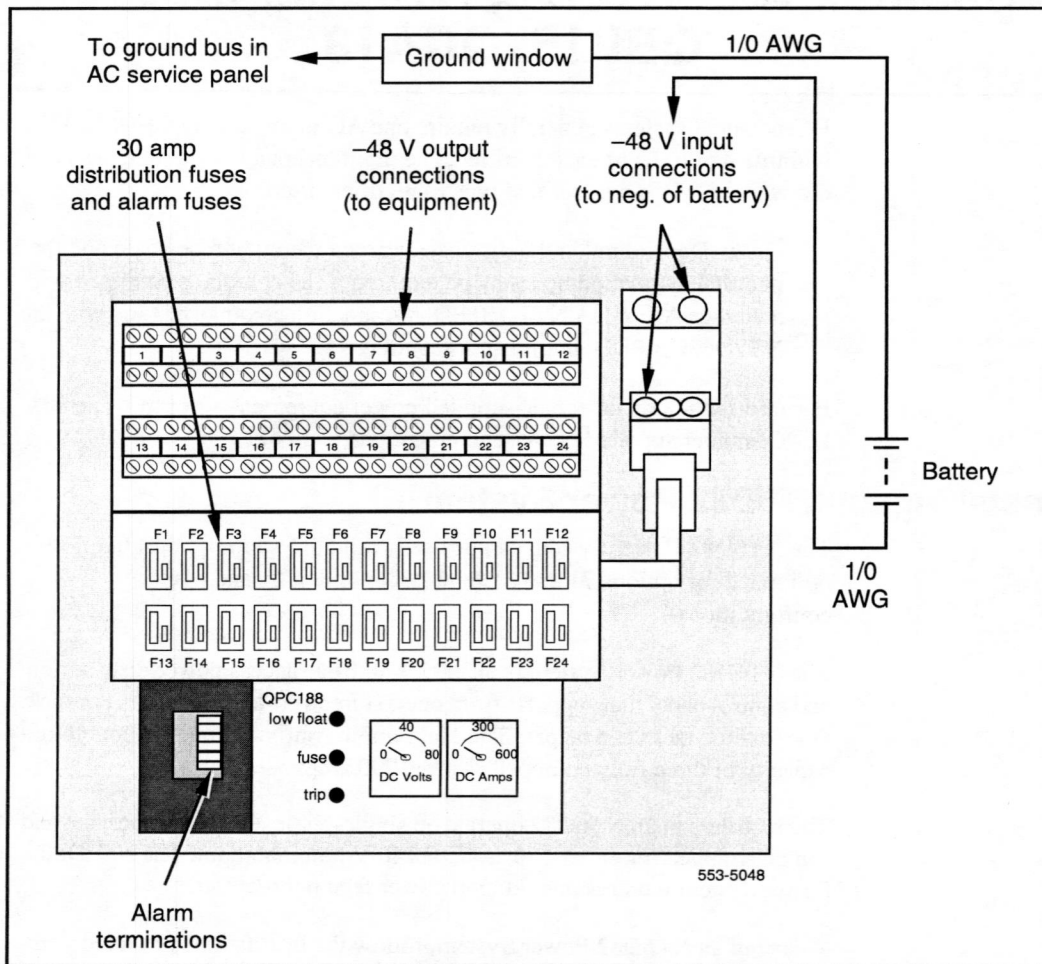 To ground bus in
AC service panel
Ground window
1/0 AWG
30 amp
distribution fuses
and alarm fuses
–48 V output
connections
(to equipment)
–48 V input
connections
(to neg. of battery)
1 2 3 4 5 6 7 8 9 10 11 12
13 14 15 16 17 18 19 20 21 22 23 24
Battery
1/0
AWG
F1 F2 F3 F4 F5 F6 F7 F8 F9 F10 F11 F12
F13 F14 F15 F16 F17 F18 F19 F20 F21 F22 F23 F24
QPC188
low float
fuse
trip
40
0 80
DC Volts
300
0 600
DC Amps
553-5048
Alarm
terminations